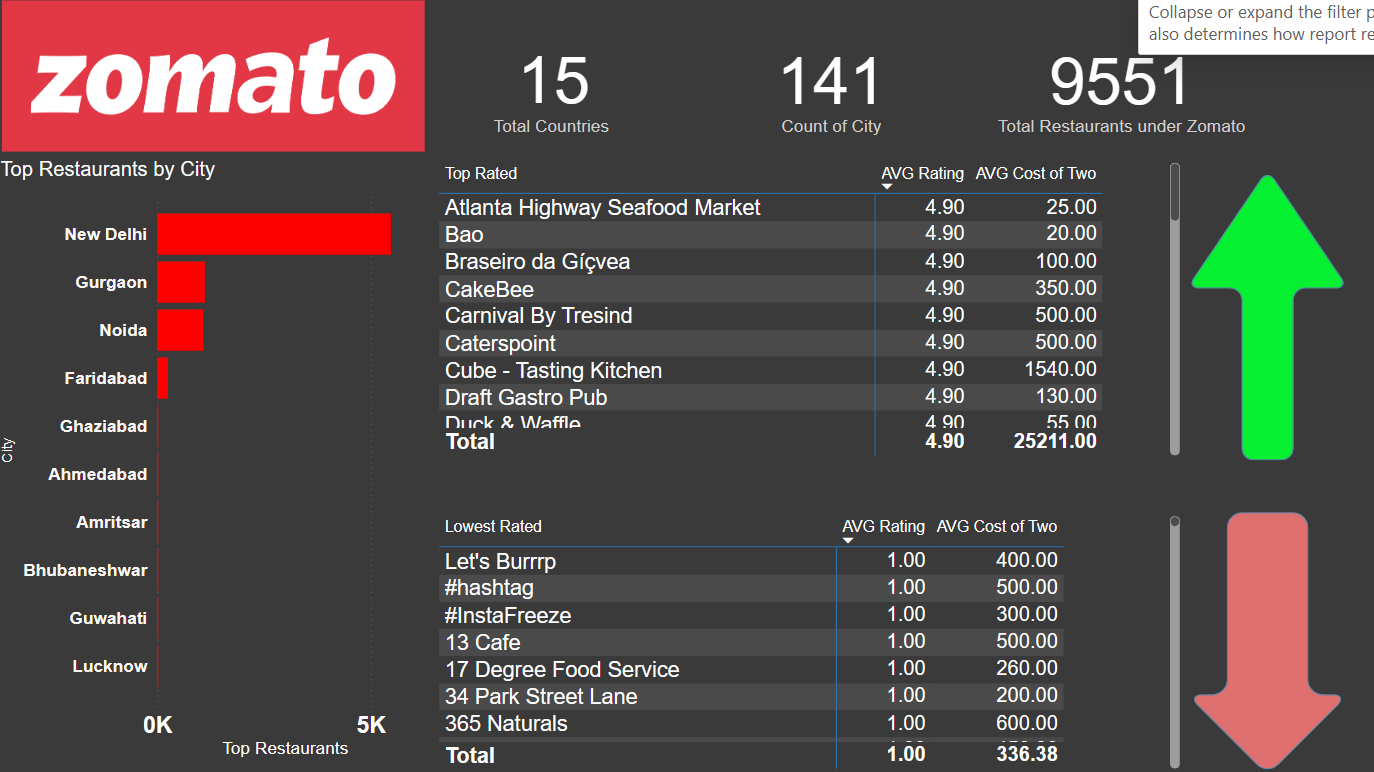 Collapse or expand the filter p
also determines how report re
zomato
15
Total Countries
141
Count of City
9551
Total Restaurants under Zomato
Top Restaurants by City
City
New Delhi
Gurgaon
Noida
Faridabad
Ghaziabad
Ahmedabad
Amritsar
Bhubaneshwar
Guwahati
Lucknow
0K 5K
Top Restaurants
Top Rated AVG Rating AVG Cost of Two
Atlanta Highway Seafood Market 4.90 25.00
Bao 4.90 20.00
Braseiro da Gíçvea 4.90 100.00
CakeBee 4.90 350.00
Carnival By Tresind 4.90 500.00
Caterspoint 4.90 500.00
Cube - Tasting Kitchen 4.90 1540.00
Draft Gastro Pub 4.90 130.00
Duck & Waffle 4.90 55.00
Total 4.90 25211.00
Lowest Rated AVG Rating AVG Cost of Two
Let's Burrrp 1.00 400.00
#hashtag 1.00 500.00
#InstaFreeze 1.00 300.00
13 Cafe 1.00 500.00
17 Degree Food Service 1.00 260.00
34 Park Street Lane 1.00 200.00
365 Naturals 1.00 600.00
Total 1.00 336.38